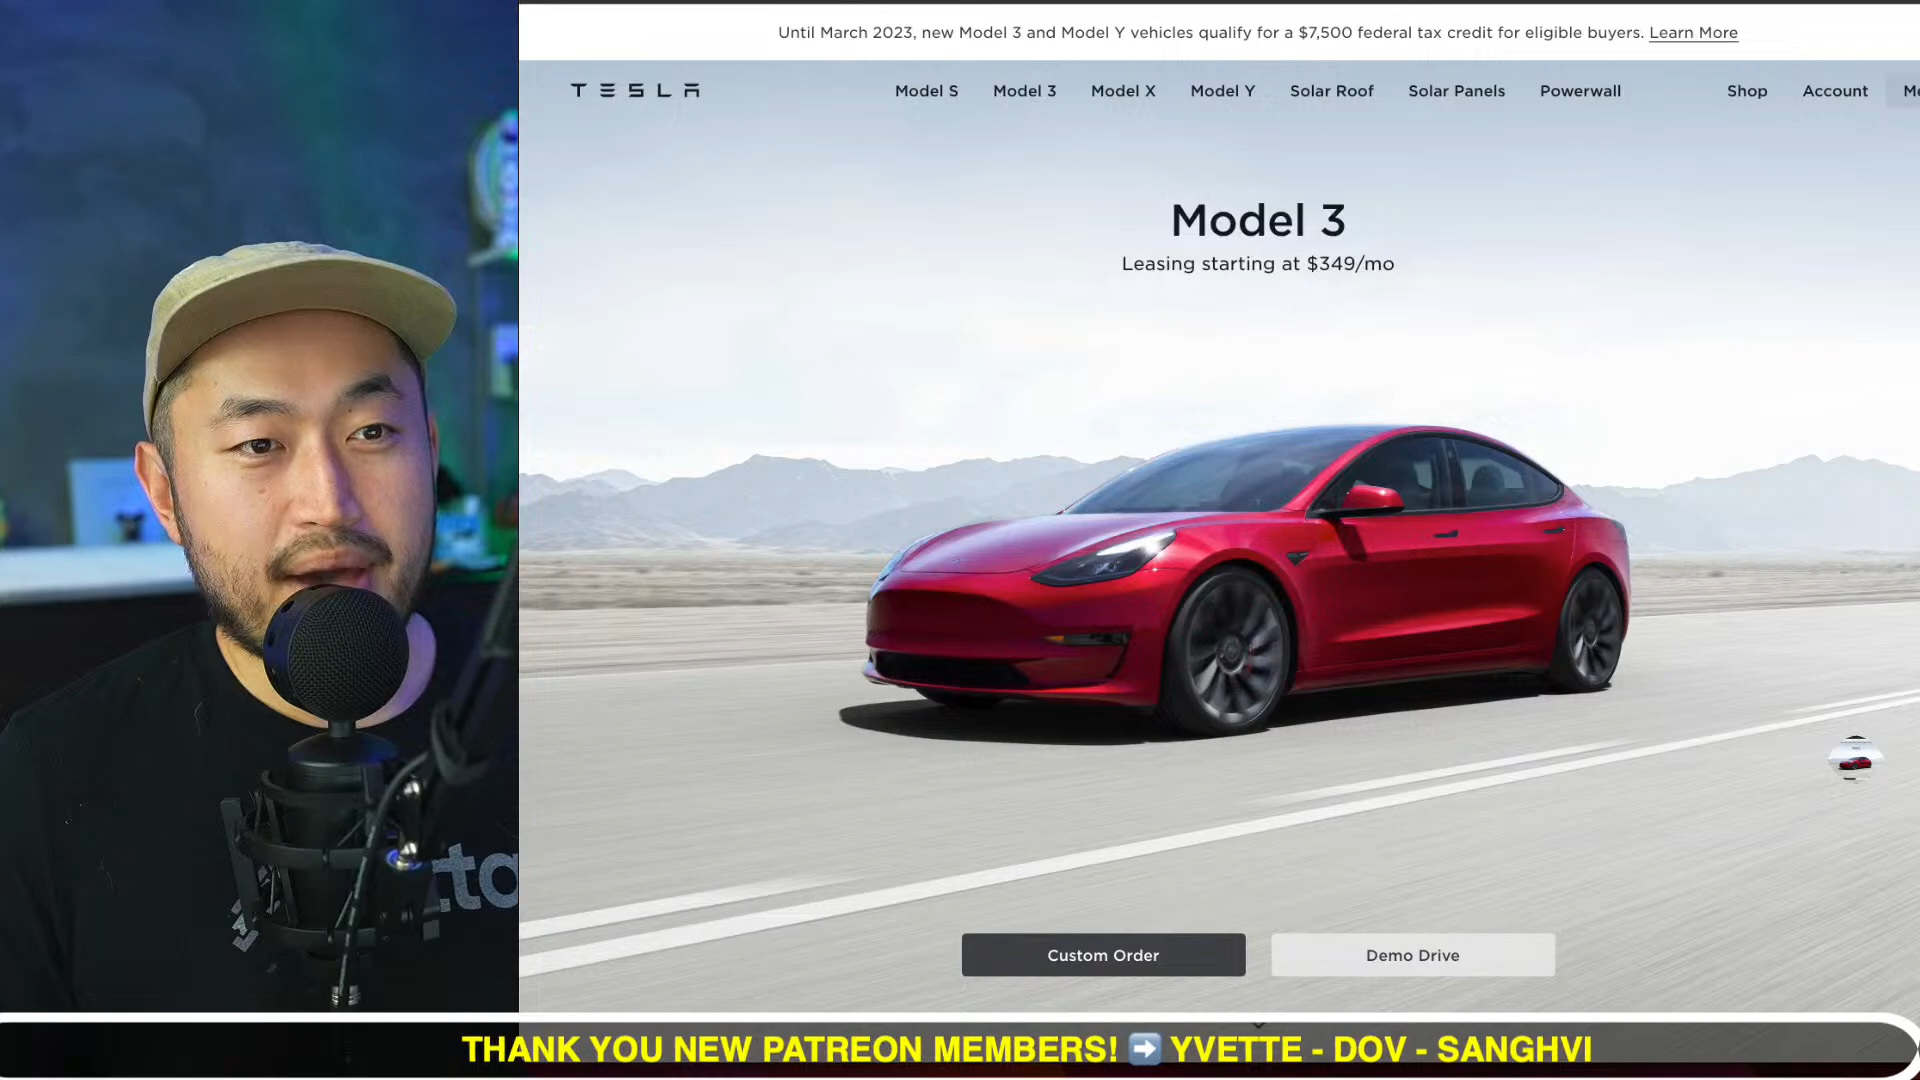 Until March 2023, new Model 3 and Model Y vehicles qualify for a $7,500 federal tax credit for eligible buyers. Learn More
TESLA Model S Model 3 Model X Model Y Solar Roof Solar Panels Powerwall Shop Account
Model 3
Leasing starting at $349/mo
Custom Order Demo Drive
THANK YOU NEW PATREON MEMBERS! ➡️ YVETTE - DOV - SANGHVI